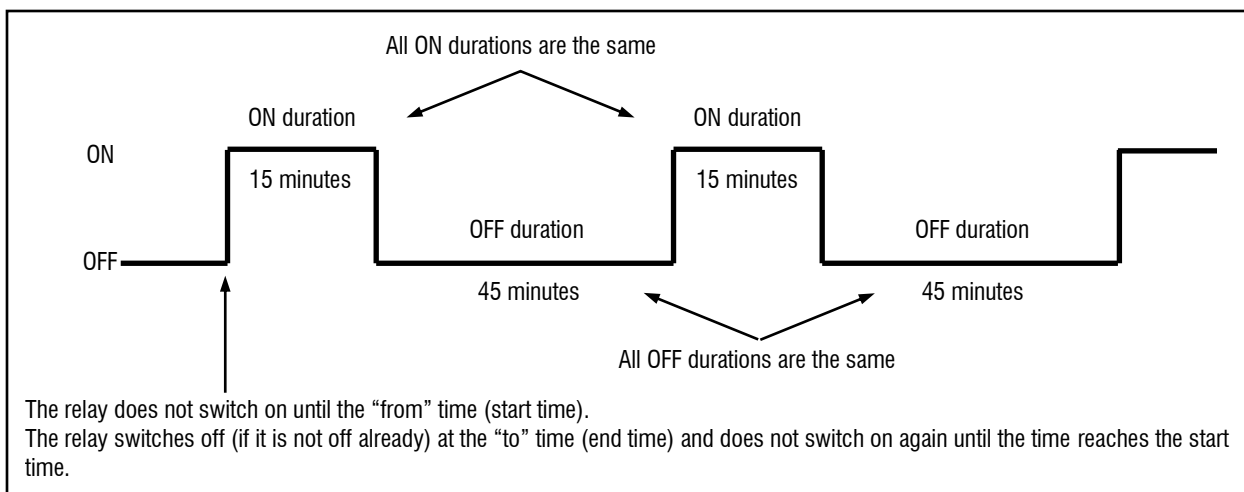 All ON durations are the same
ON duration
ON duration
ON
15 minutes
15 minutes
OFF duration
OFF duration
OFF
45 minutes
45 minutes
All OFF durations are the same
The relay does not switch on until the “from” time (start time).
The relay switches off (if it is not off already) at the “to” time (end time) and does not switch on again until the time reaches the start
time.